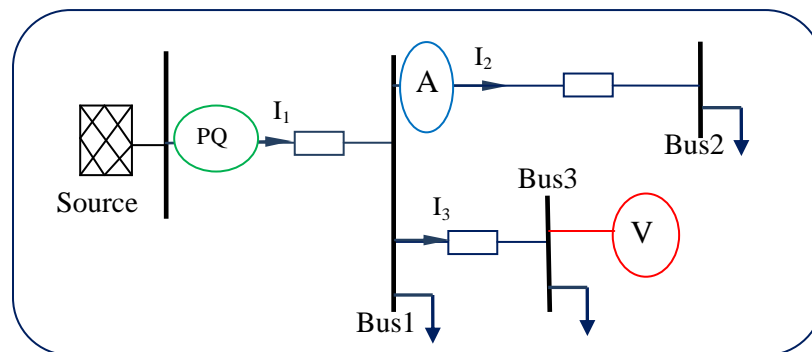 I₂
A
I₁
PQ
Bus2
Bus3
Source
I₃
V
Bus1